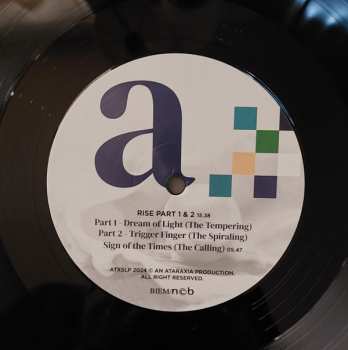 a
RISE PART 1 & 2 15.38
Part 1 - Dream of Light (The Tempering)
Part 2 - Trigger Finger (The Spiraling)
Sign of the Times (The Calling) 05.47
ATXSLP 2024 © AN ATARAXIA PRODUCTION.
ALL RIGHT RESERVED.
BIEM/n©b